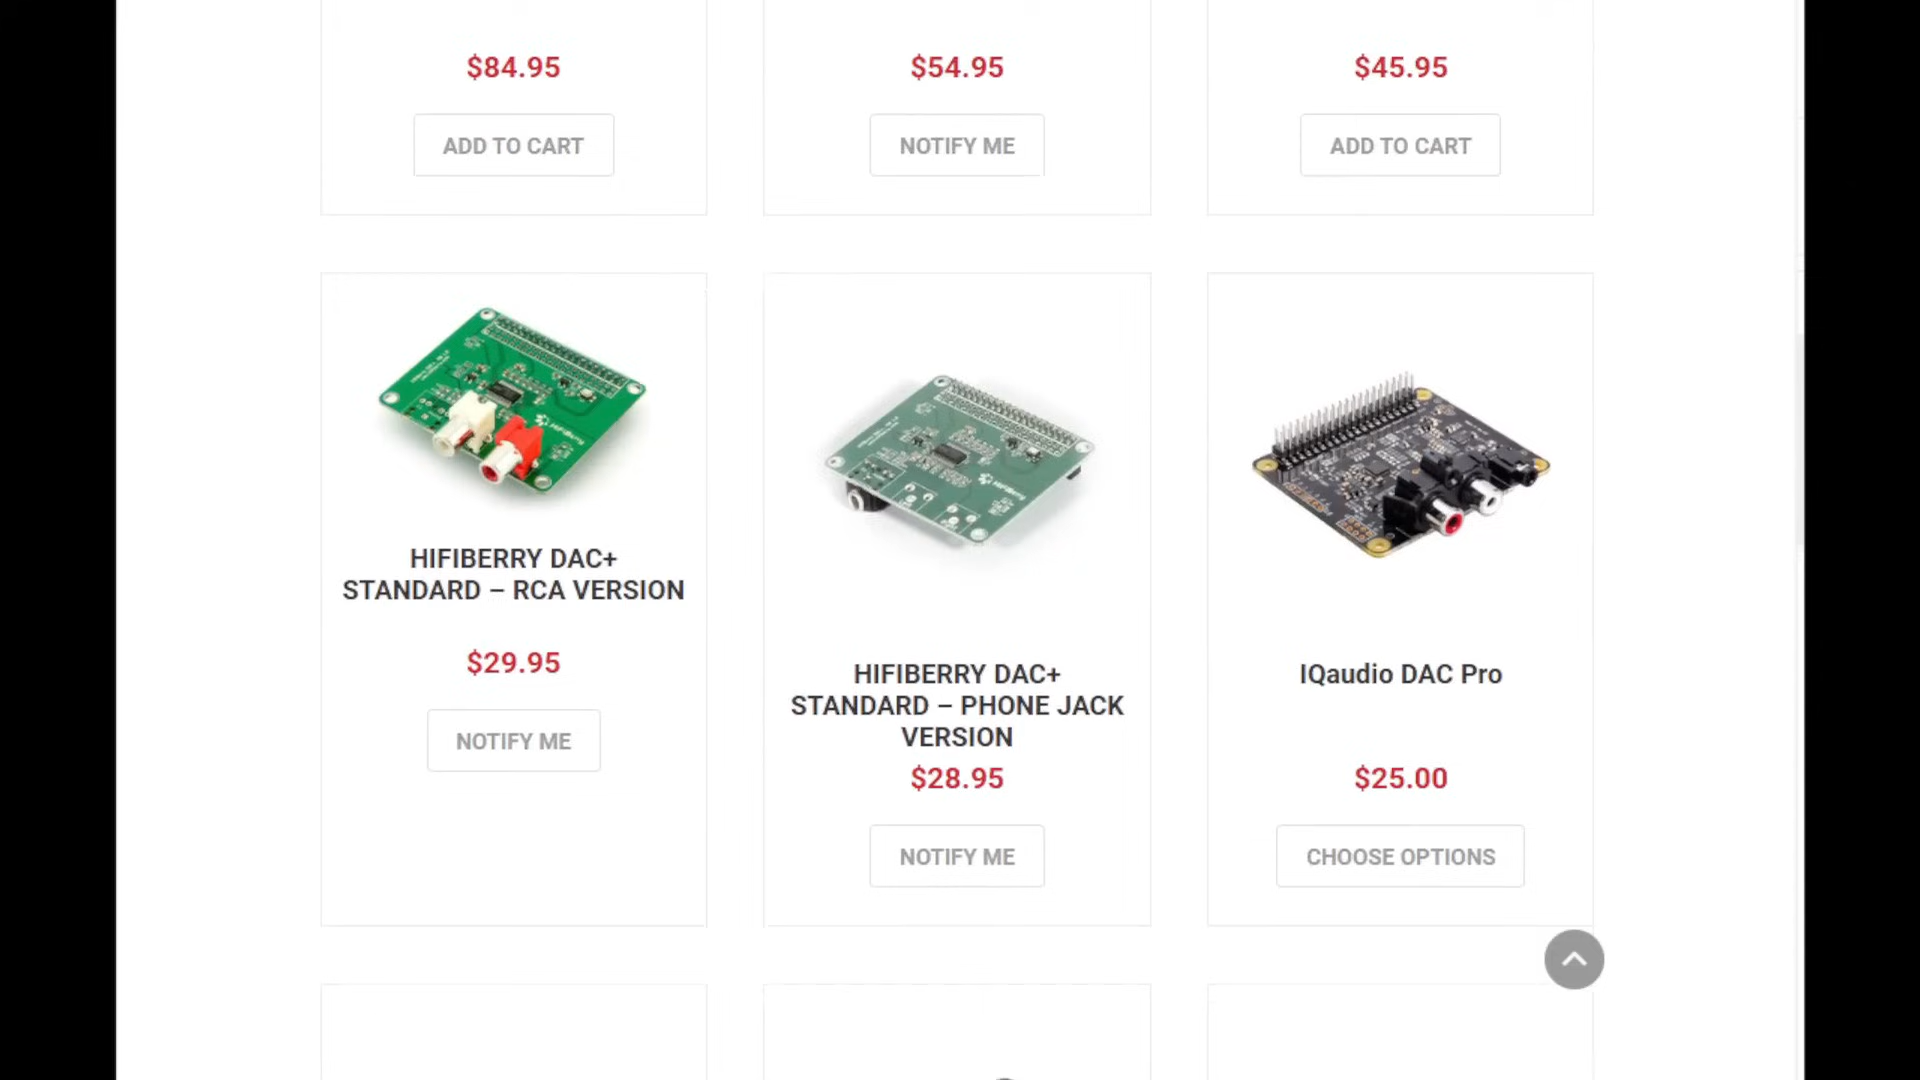 $84.95
$54.95
$45.95
ADD TO CART
NOTIFY ME
ADD TO CART
HIFIBERRY DAC+
STANDARD – RCA VERSION
$29.95
NOTIFY ME
HIFIBERRY DAC+
STANDARD – PHONE JACK
VERSION
$28.95
NOTIFY ME
IQaudio DAC Pro
$25.00
CHOOSE OPTIONS